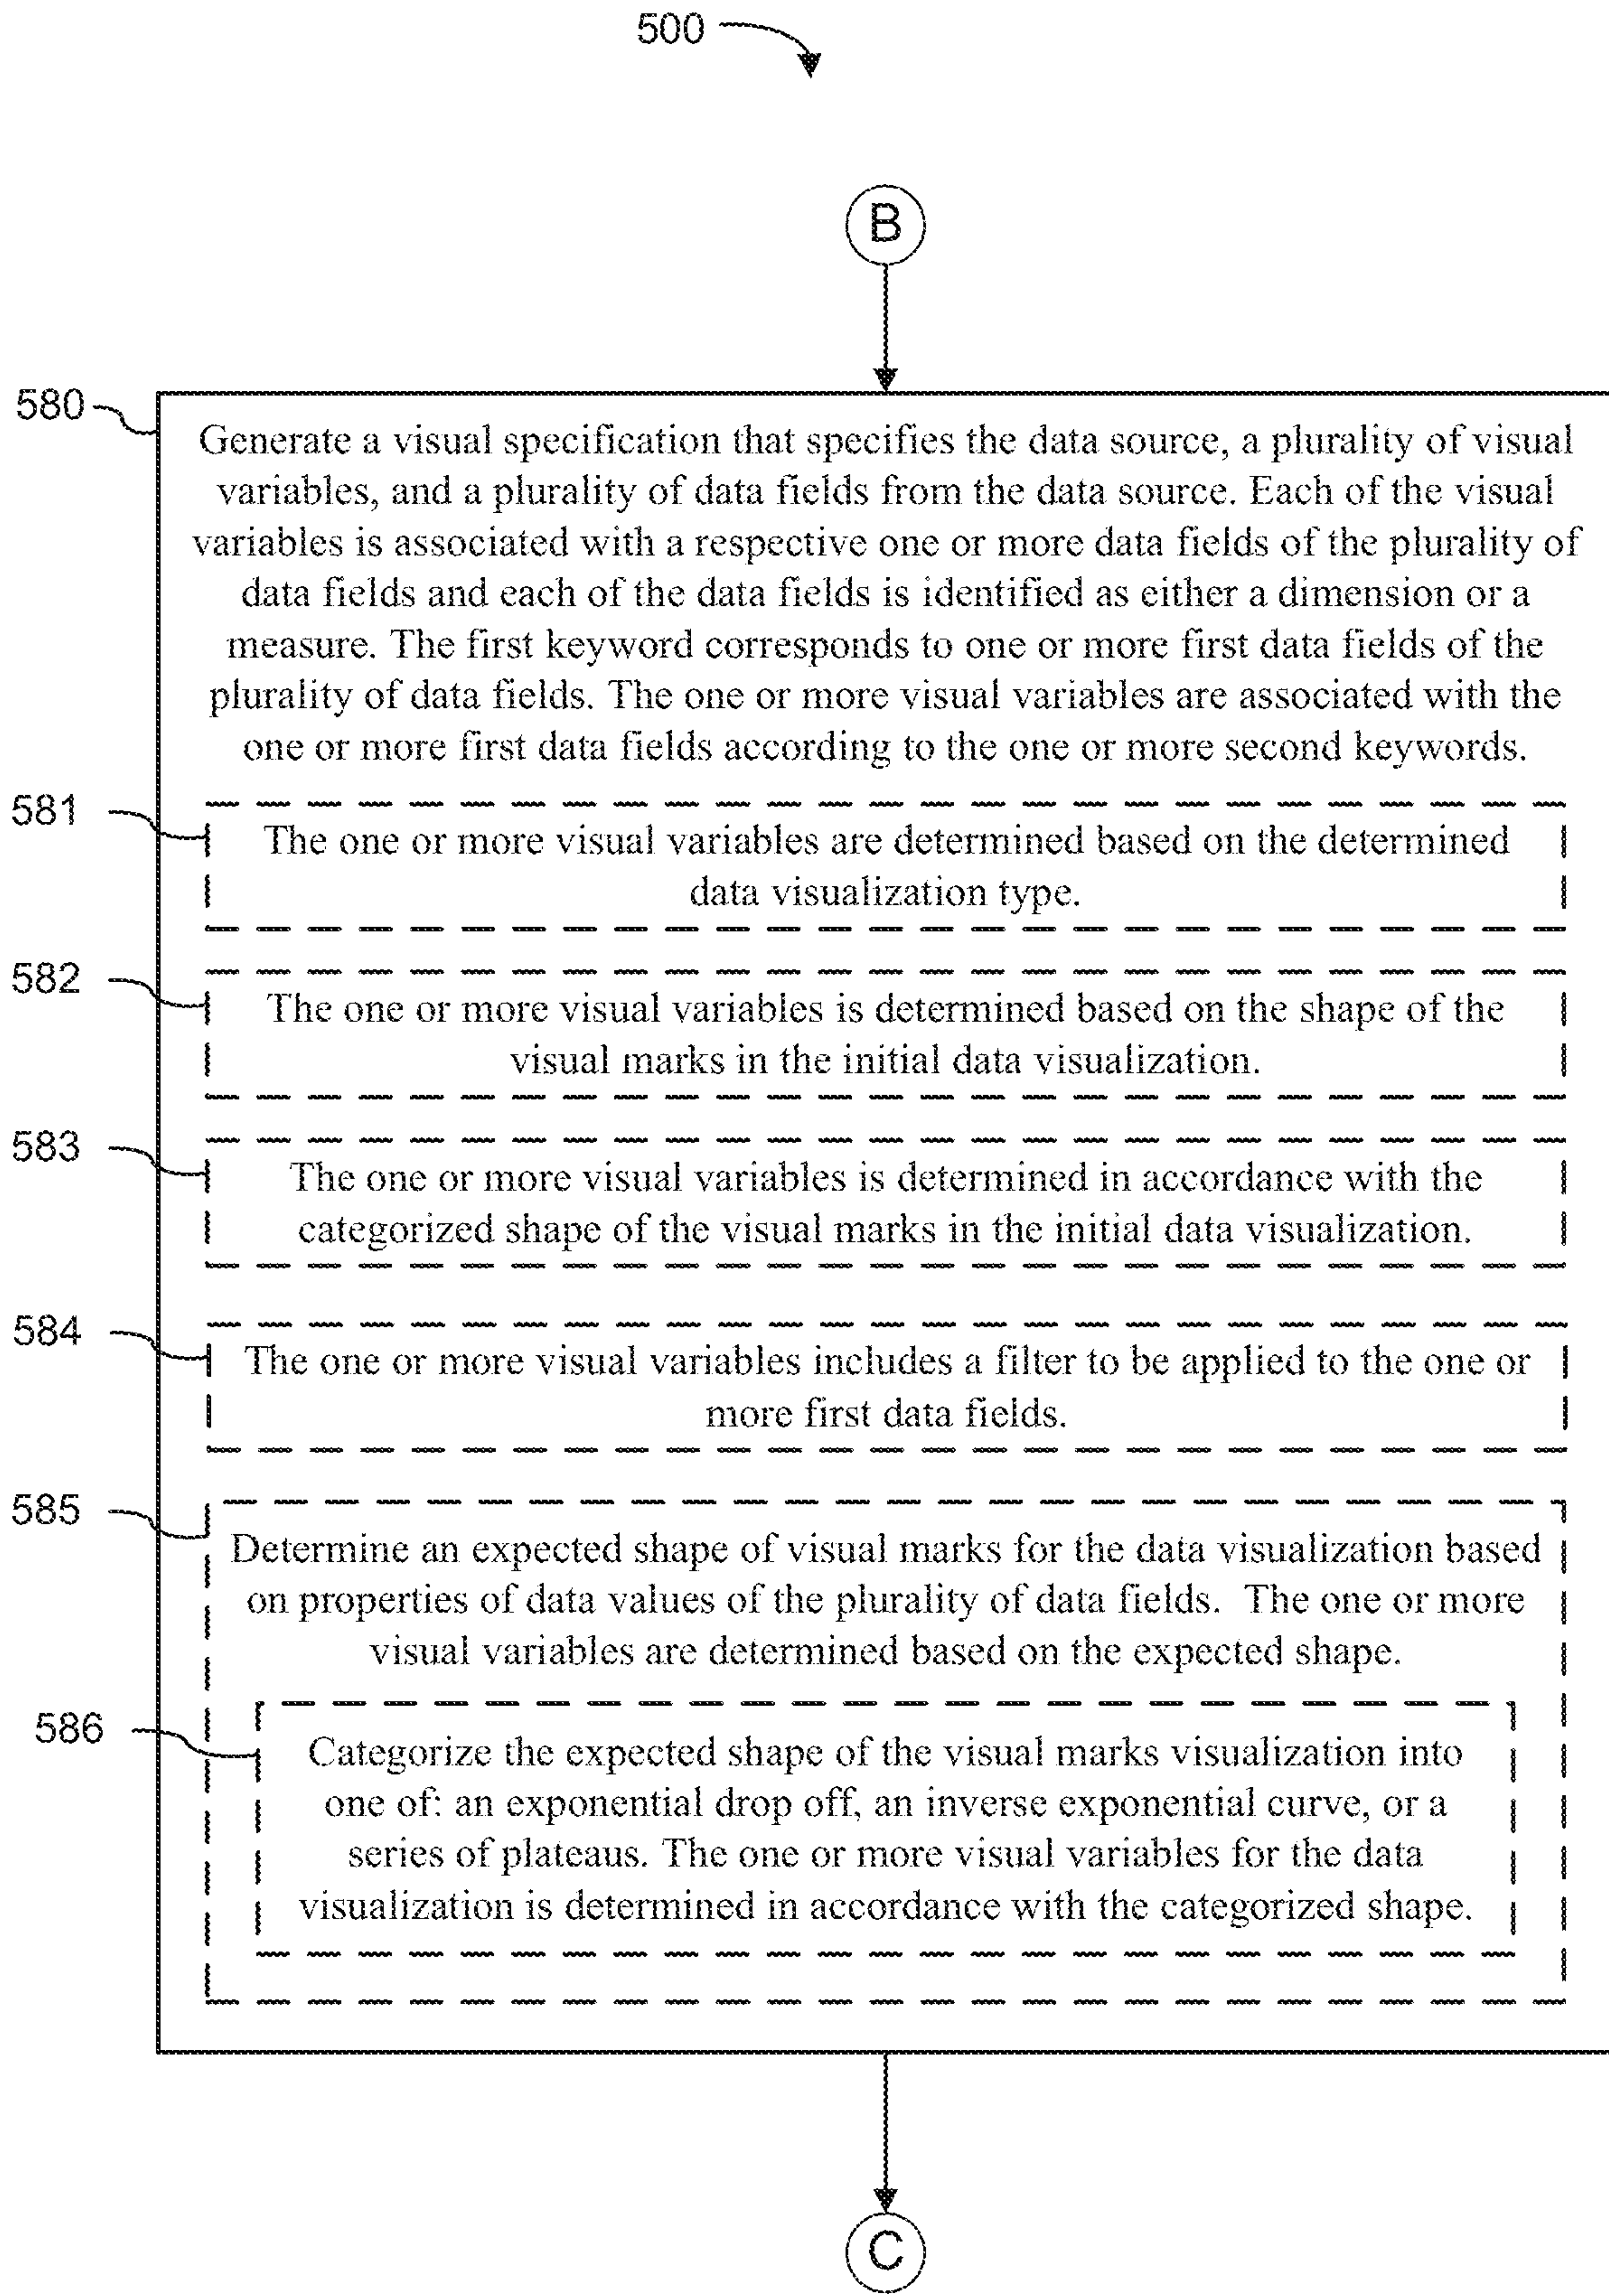 500
B
580
Generate a visual specification that specifies the data source, a plurality of visual
variables, and a plurality of data fields from the data source. Each of the visual
variables is associated with a respective one or more data fields of the plurality of
data fields and each of the data fields is identified as either a dimension or a
measure. The first keyword corresponds to one or more first data fields of the
plurality of data fields. The one or more visual variables are associated with the
one or more first data fields according to the one or more second keywords.
581
The one or more visual variables are determined based on the determined
data visualization type.
582
The one or more visual variables is determined based on the shape of the
visual marks in the initial data visualization.
583
The one or more visual variables is determined in accordance with the
categorized shape of the visual marks in the initial data visualization.
584
The one or more visual variables includes a filter to be applied to the one or
more first data fields.
585
Determine an expected shape of visual marks for the data visualization based
on properties of data values of the plurality of data fields. The one or more
visual variables are determined based on the expected shape.
586
Categorize the expected shape of the visual marks visualization into
one of: an exponential drop off, an inverse exponential curve, or a
series of plateaus. The one or more visual variables for the data
visualization is determined in accordance with the categorized shape.
C